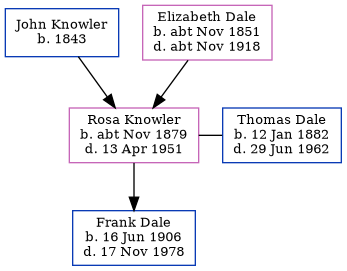 John Knowler
b. 1843
Elizabeth Dale
b. abt Nov 1851
d. abt Nov 1918
Rosa Knowler
b. abt Nov 1879
d. 13 Apr 1951
Thomas Dale
b. 12 Jan 1882
d. 29 Jun 1962
Frank Dale
b. 16 Jun 1906
d. 17 Nov 1978